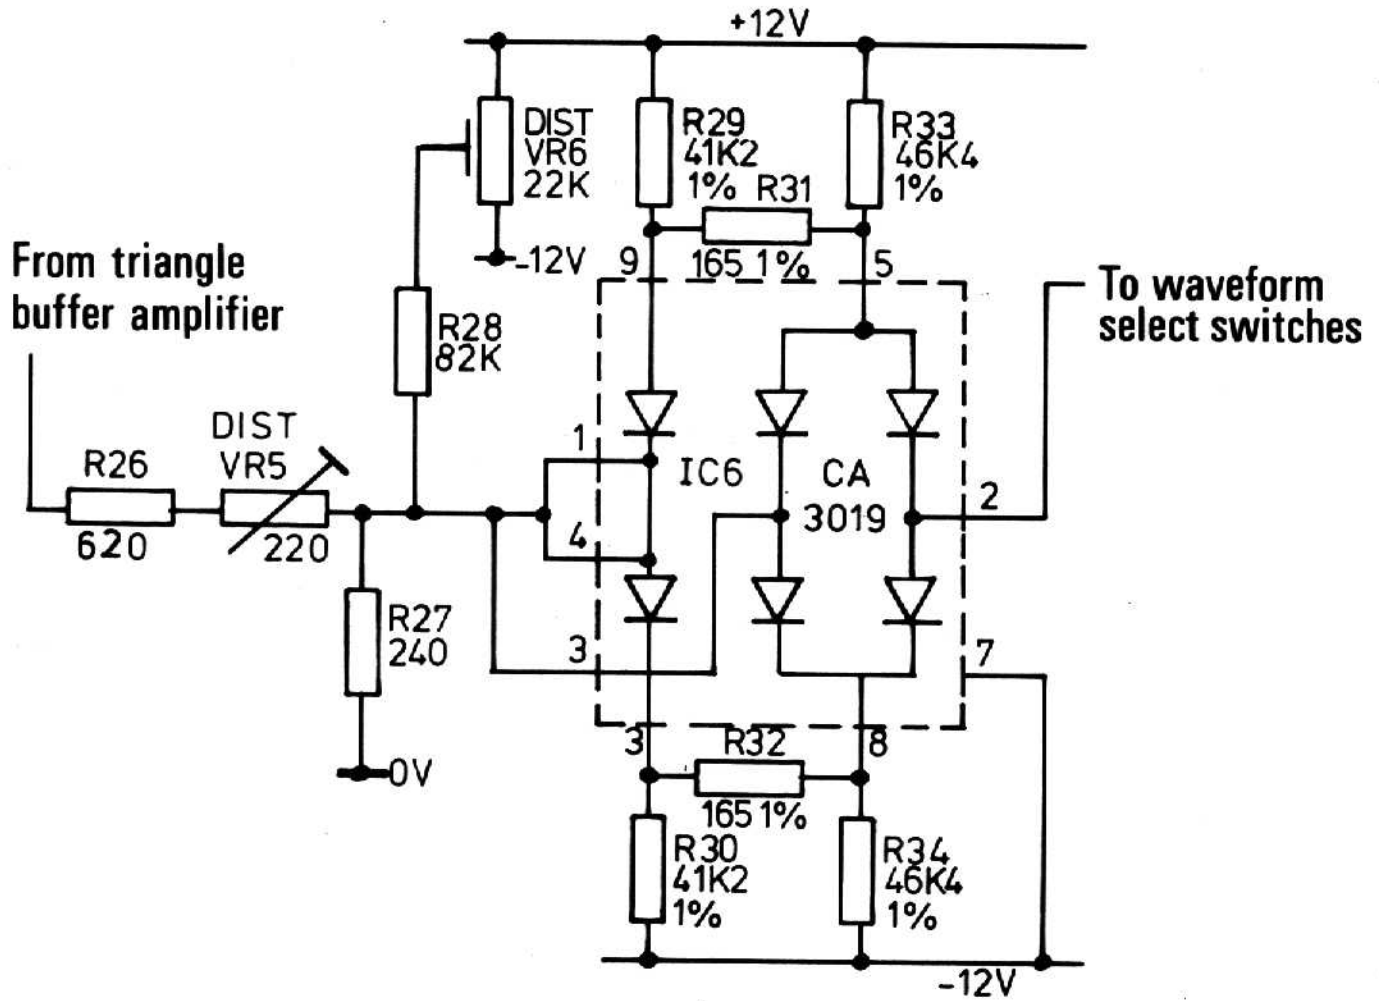 +12V
DIST
VR6
22K
-12V
R29
41K2
1%
R33
46K4
1%
R31
165 1%
9
5
From triangle
buffer amplifier
To waveform
select switches
R28
82K
DIST
VR5
220
R26
620
1
4
3
IC6
CA
3019
2
7
R27
240
0V
3
8
R32
165 1%
R30
41K2
1%
R34
46K4
1%
-12V